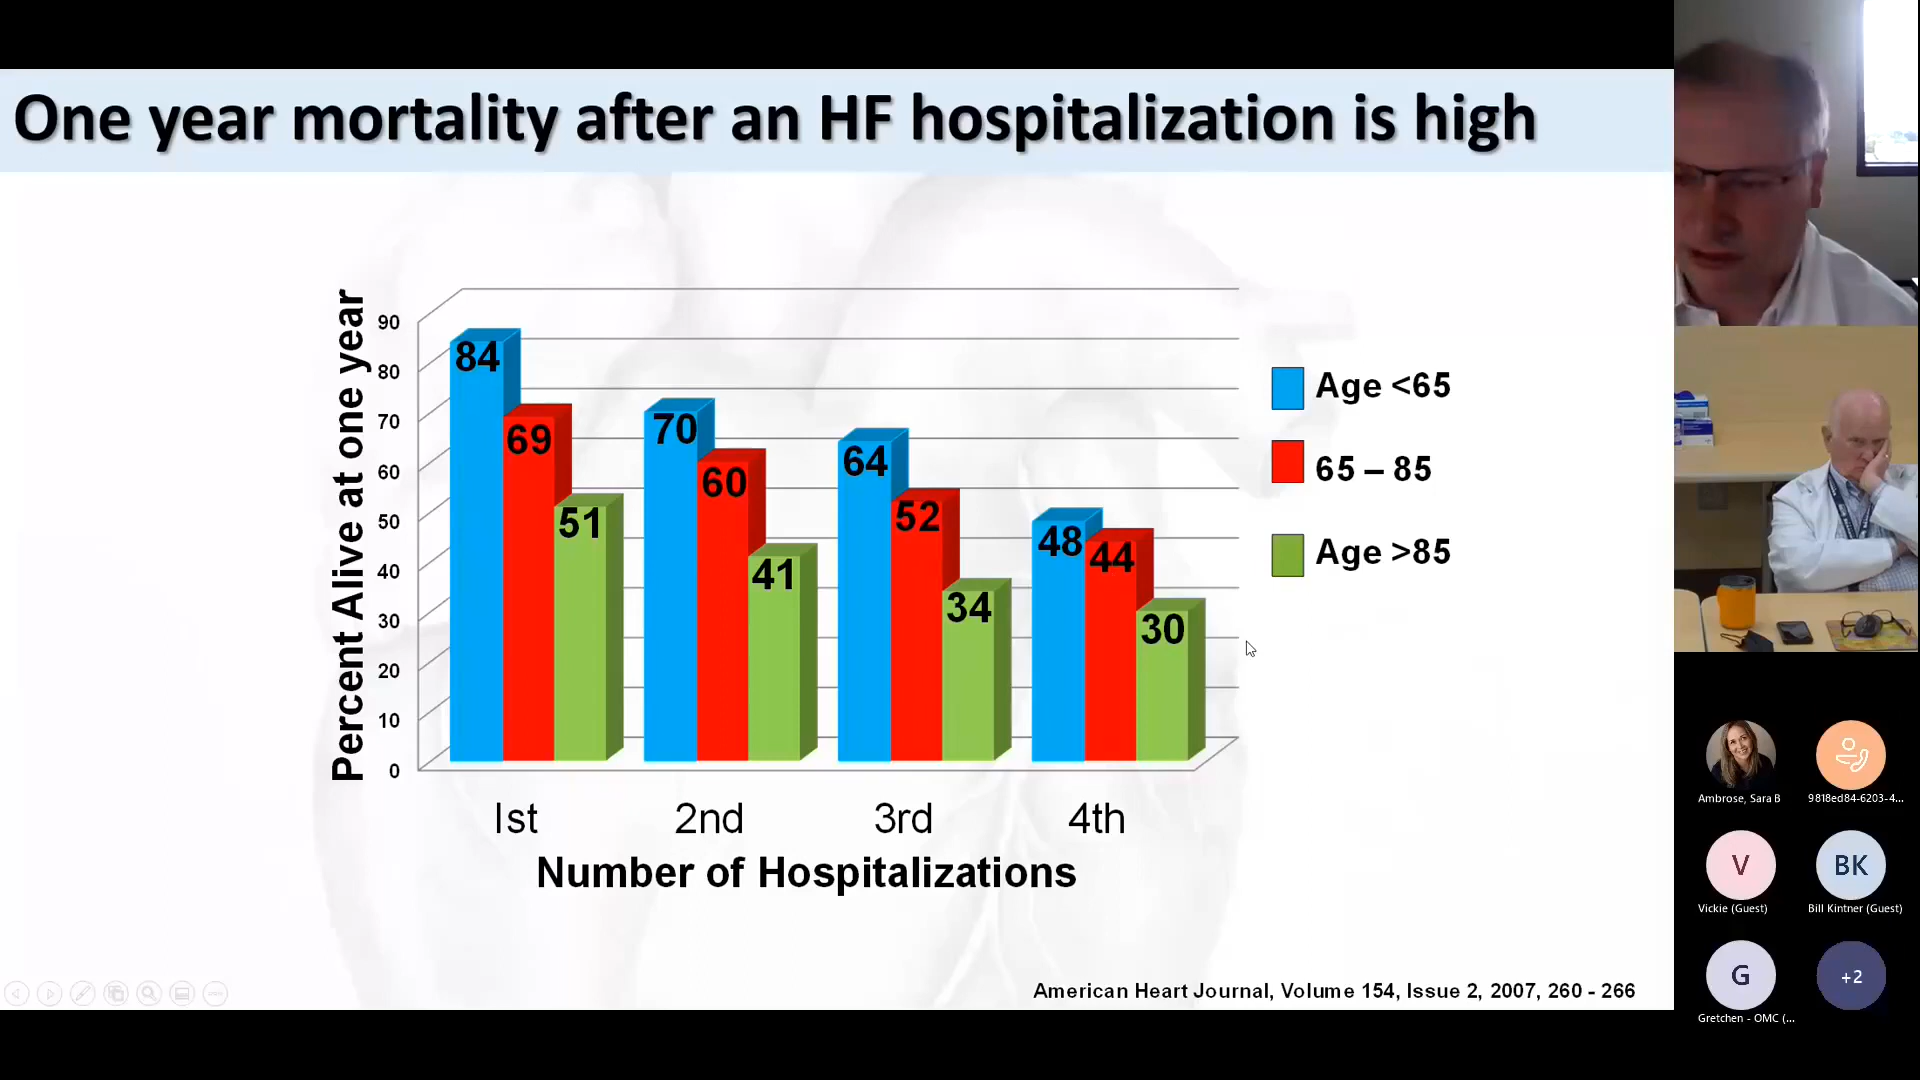 One year mortality after an HF hospitalization is high
Percent Alive at one year
90
80
70
60
50
40
30
20
10
0
84
69
51
70
60
41
64
52
34
48
44
30
Ist
2nd
3rd
4th
Number of Hospitalizations
Age <65
65 – 85
Age >85
American Heart Journal, Volume 154, Issue 2, 2007, 260 - 266
Ambrose, Sara B
9818ed84-6203-4...
V
Vickie (Guest)
BK
Bill Kintner (Guest)
G
Gretchen - OMC (...
+2